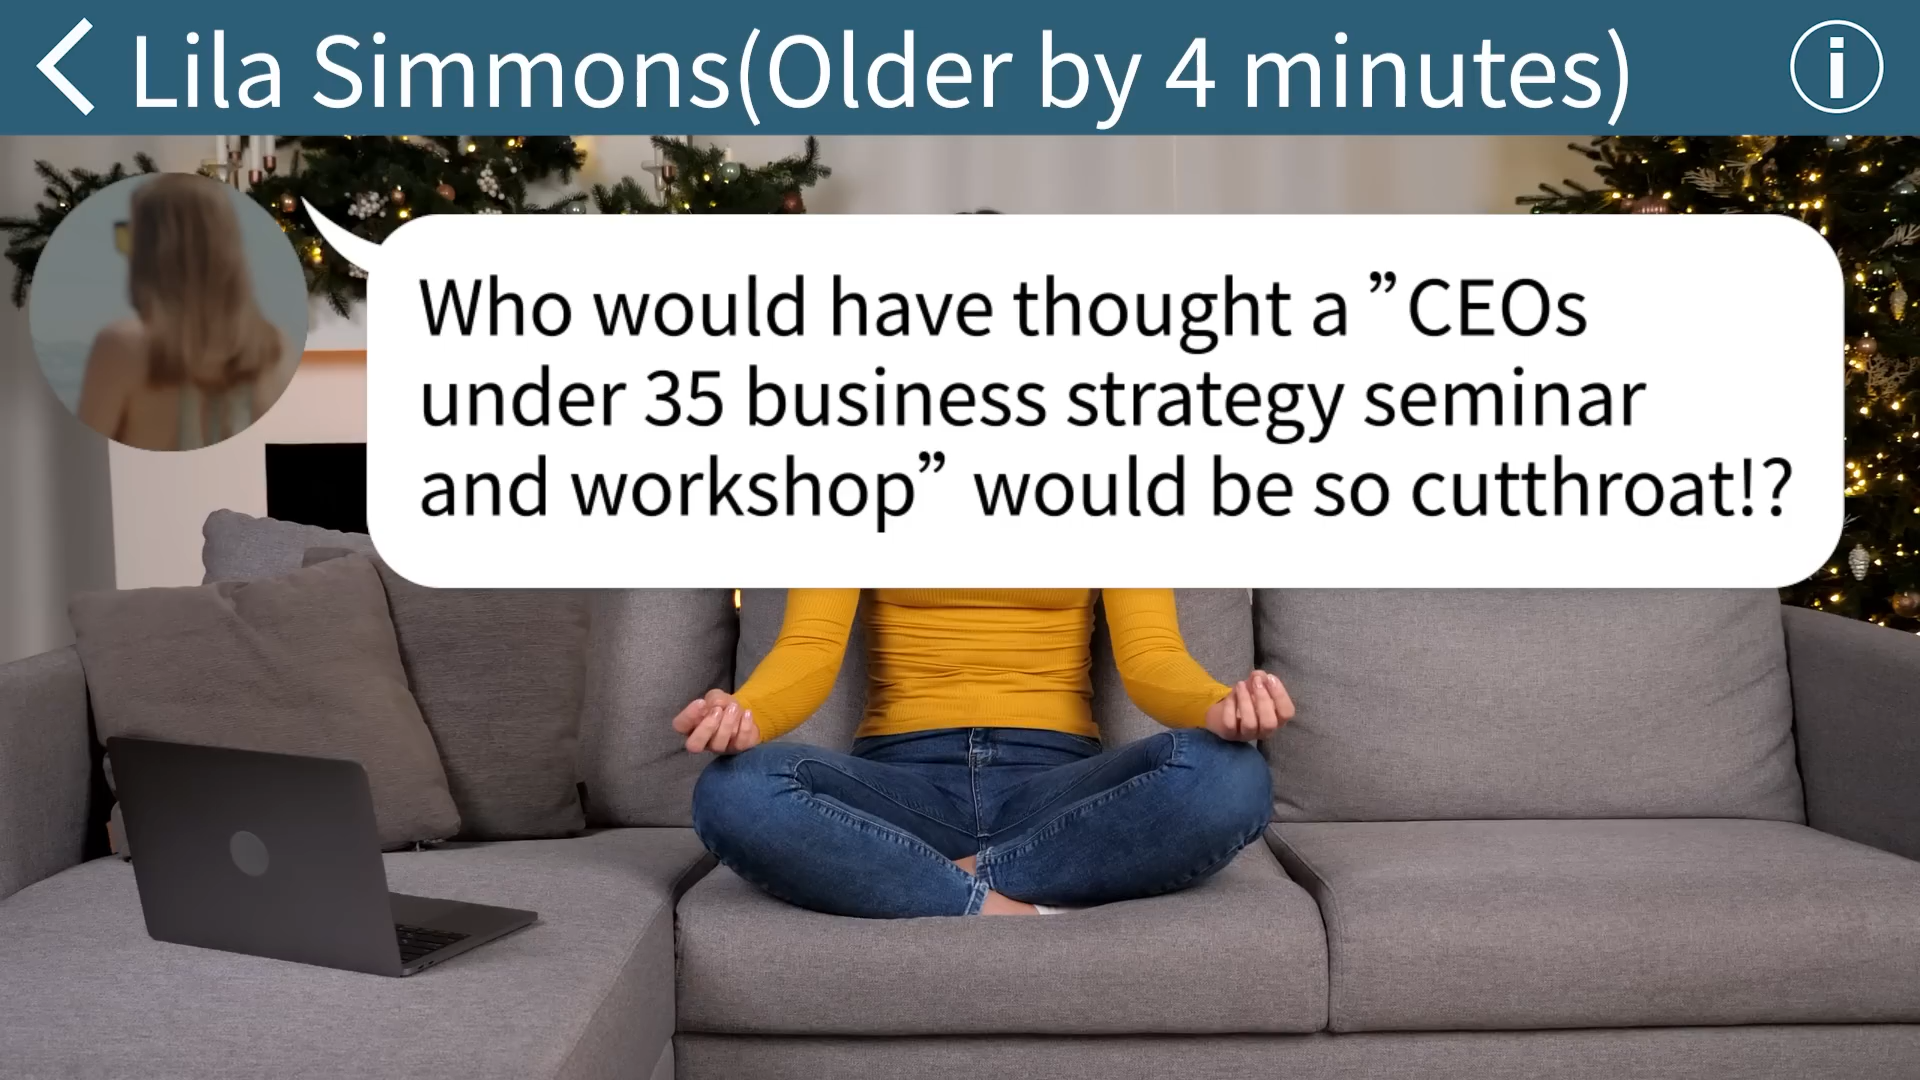 Lila Simmons(Older by 4 minutes)
Who would have thought a ”CEOs
under 35 business strategy seminar
and workshop” would be so cutthroat!?